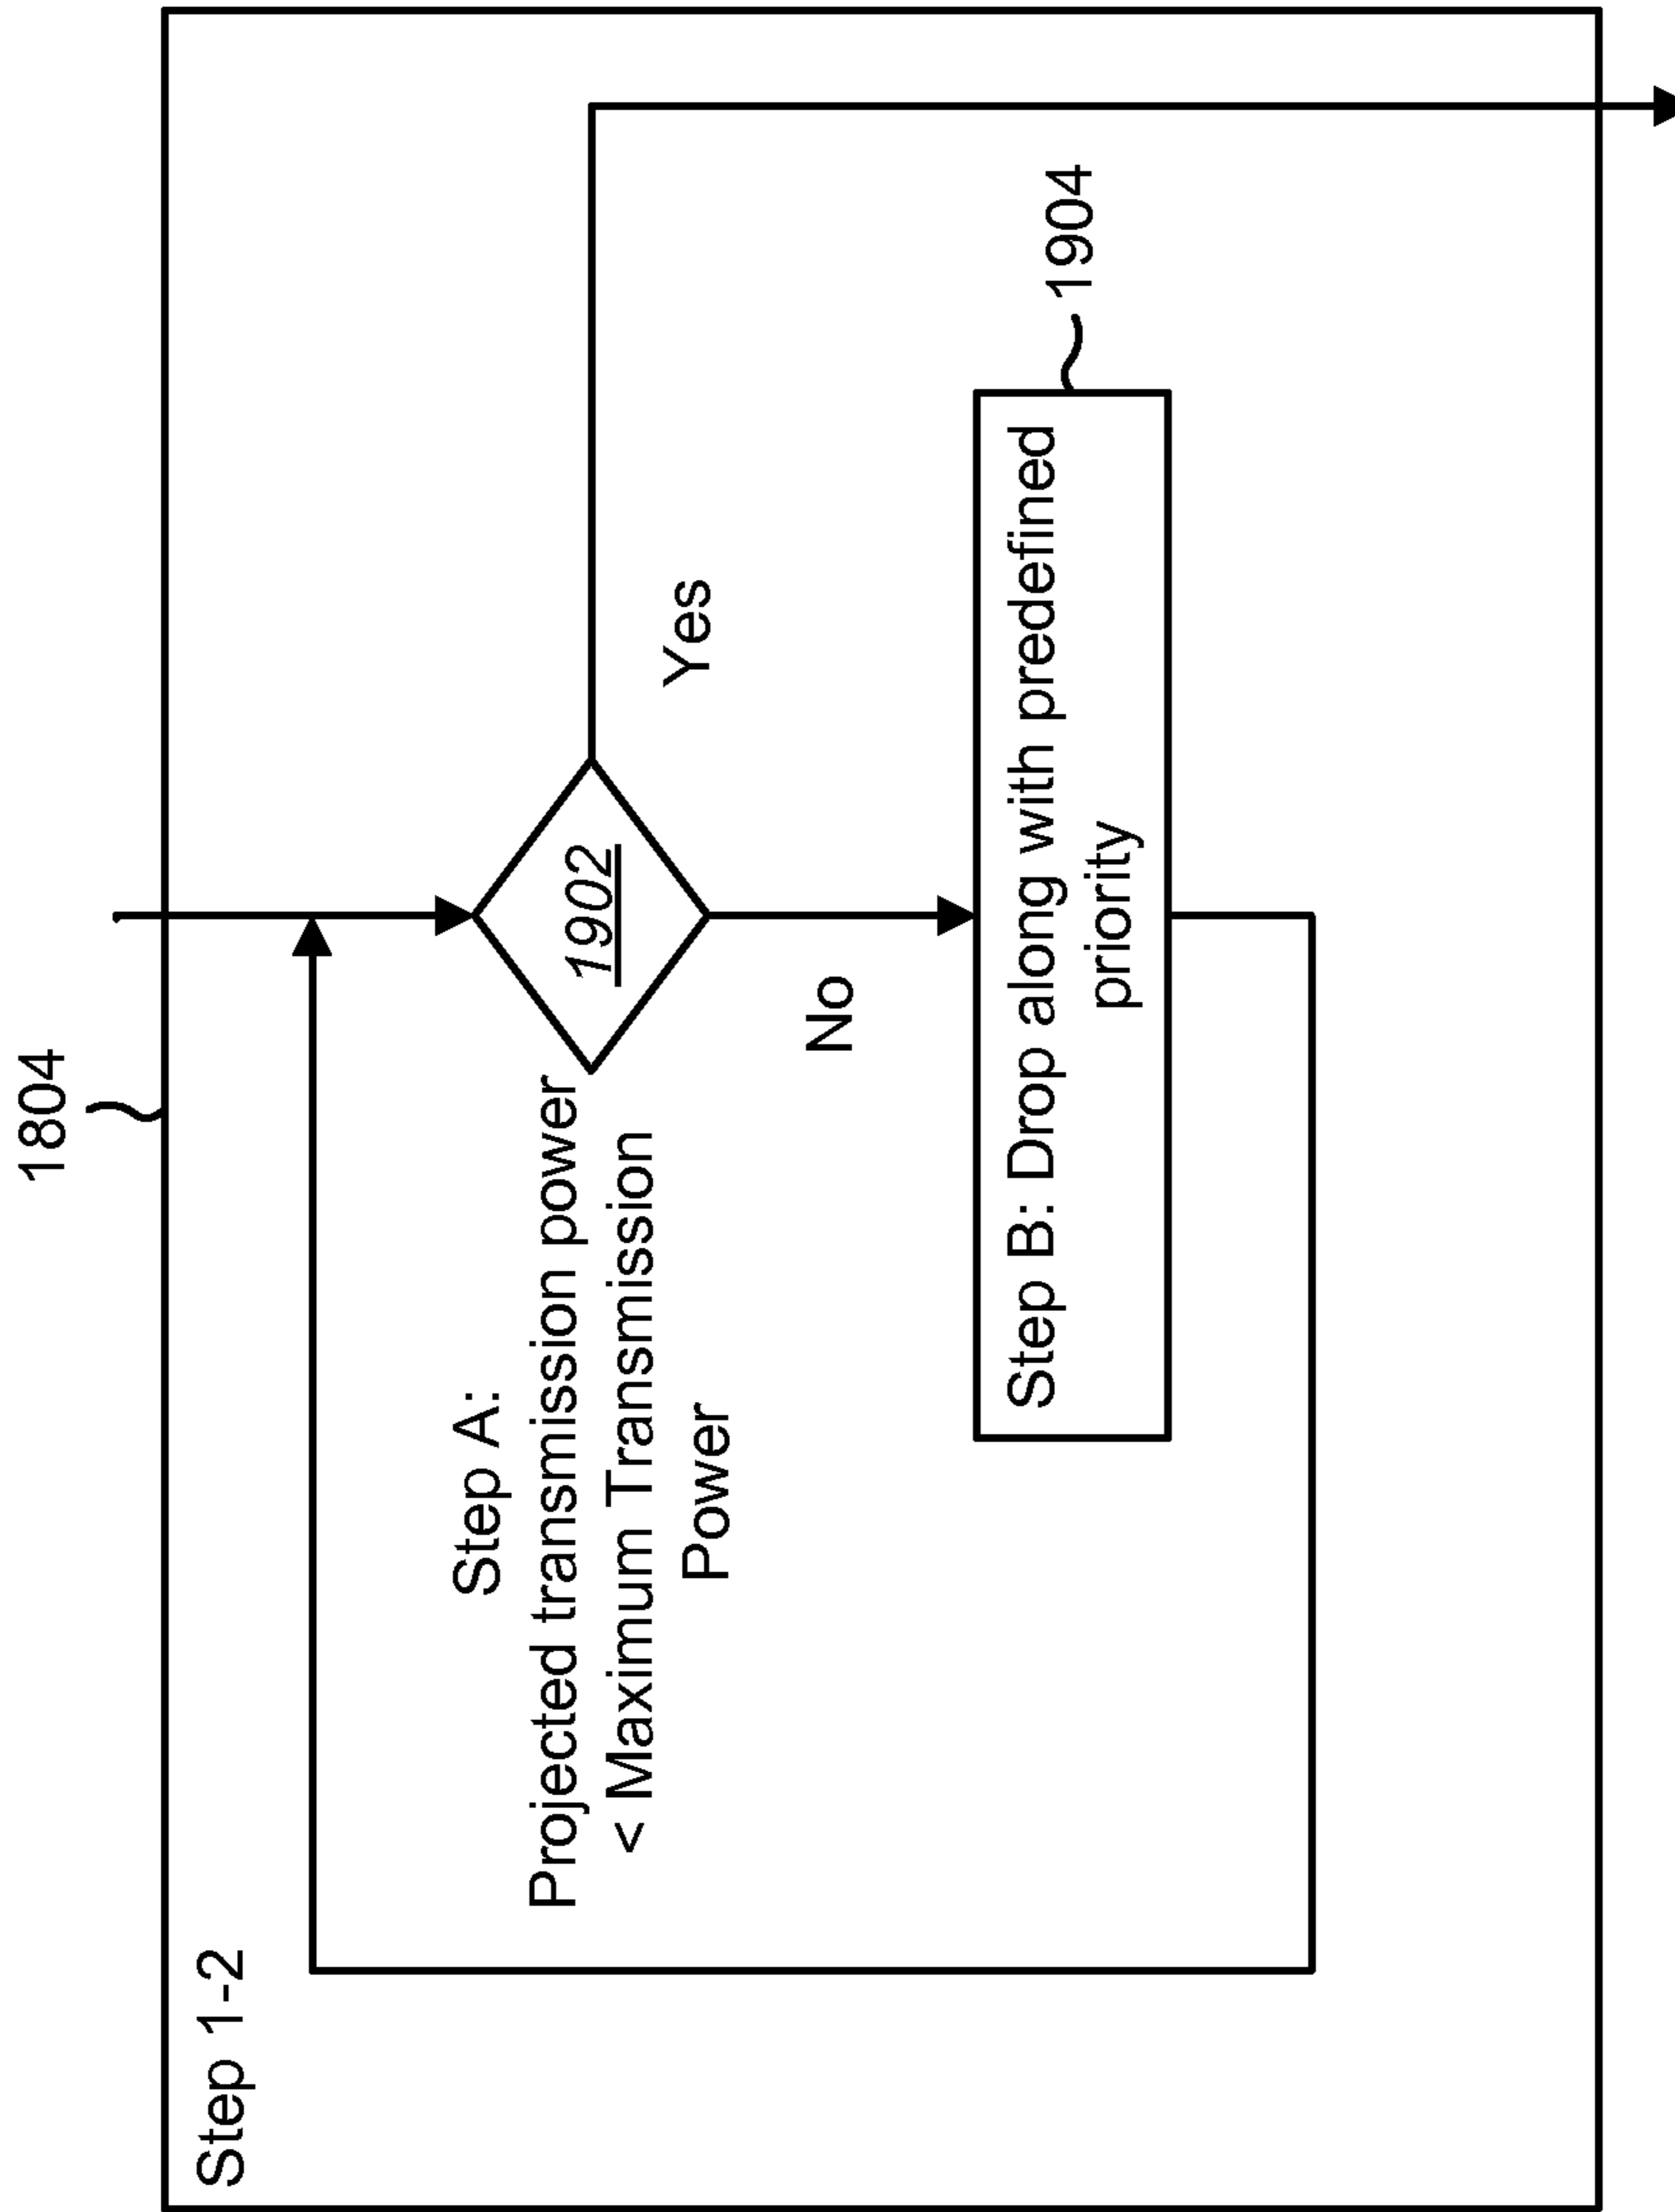 1804
Step 1-2
Step A:
Projected transmission power
< Maximum Transmission
Power
1902
Yes
No
Step B: Drop along with predefined
priority
1904